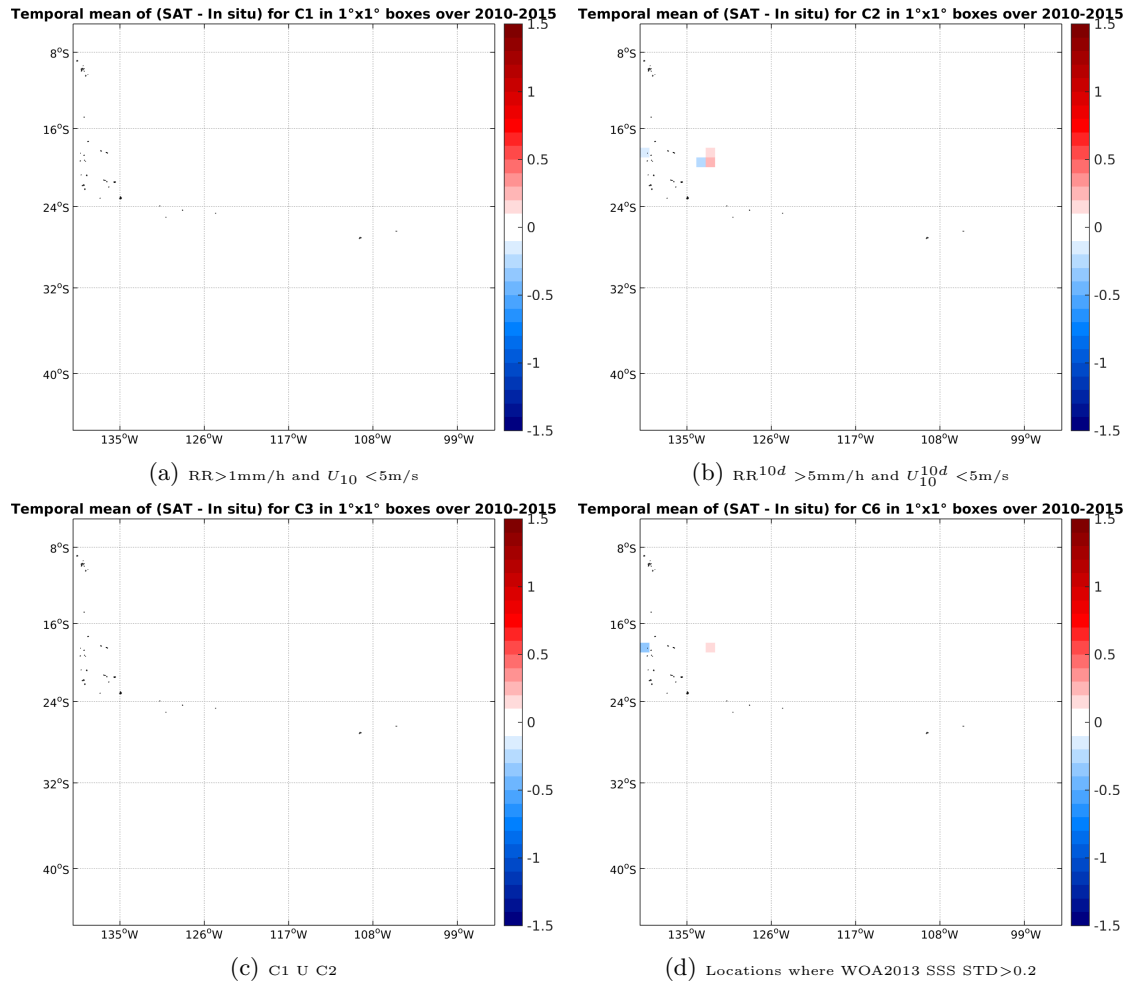 Temporal mean of (SAT - In situ) for C1 in 1°x1° boxes over 2010-2015
8°S
16°S
24°S
32°S
40°S
135°W 126°W 117°W 108°W 99°W
1.5
1
0.5
0
-0.5
-1
-1.5
(a) RR>1mm/h and U10 <5m/s
Temporal mean of (SAT - In situ) for C2 in 1°x1° boxes over 2010-2015
8°S
16°S
24°S
32°S
40°S
135°W 126°W 117°W 108°W 99°W
1.5
1
0.5
0
-0.5
-1
-1.5
(b) RR10d >5mm/h and U10d10 <5m/s
Temporal mean of (SAT - In situ) for C3 in 1°x1° boxes over 2010-2015
8°S
16°S
24°S
32°S
40°S
135°W 126°W 117°W 108°W 99°W
1.5
1
0.5
0
-0.5
-1
-1.5
(c) C1 U C2
Temporal mean of (SAT - In situ) for C6 in 1°x1° boxes over 2010-2015
8°S
16°S
24°S
32°S
40°S
135°W 126°W 117°W 108°W 99°W
1.5
1
0.5
0
-0.5
-1
-1.5
(d) Locations where WOA2013 SSS STD>0.2